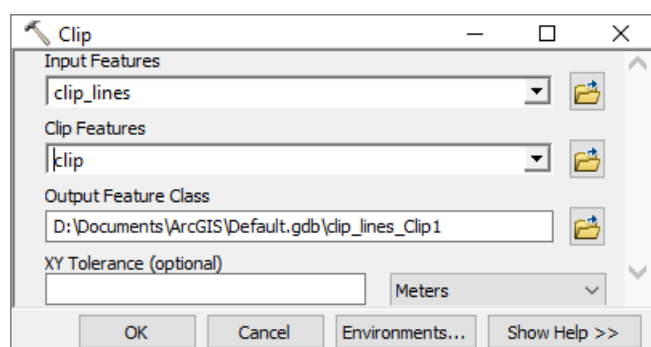 Clip
Input Features
clip_lines
Clip Features
clip
Output Feature Class
D:\Documents\ArcGIS\Default.gdb\clip_lines_Clip1
XY Tolerance (optional)
Meters
OK Cancel Environments... Show Help >>